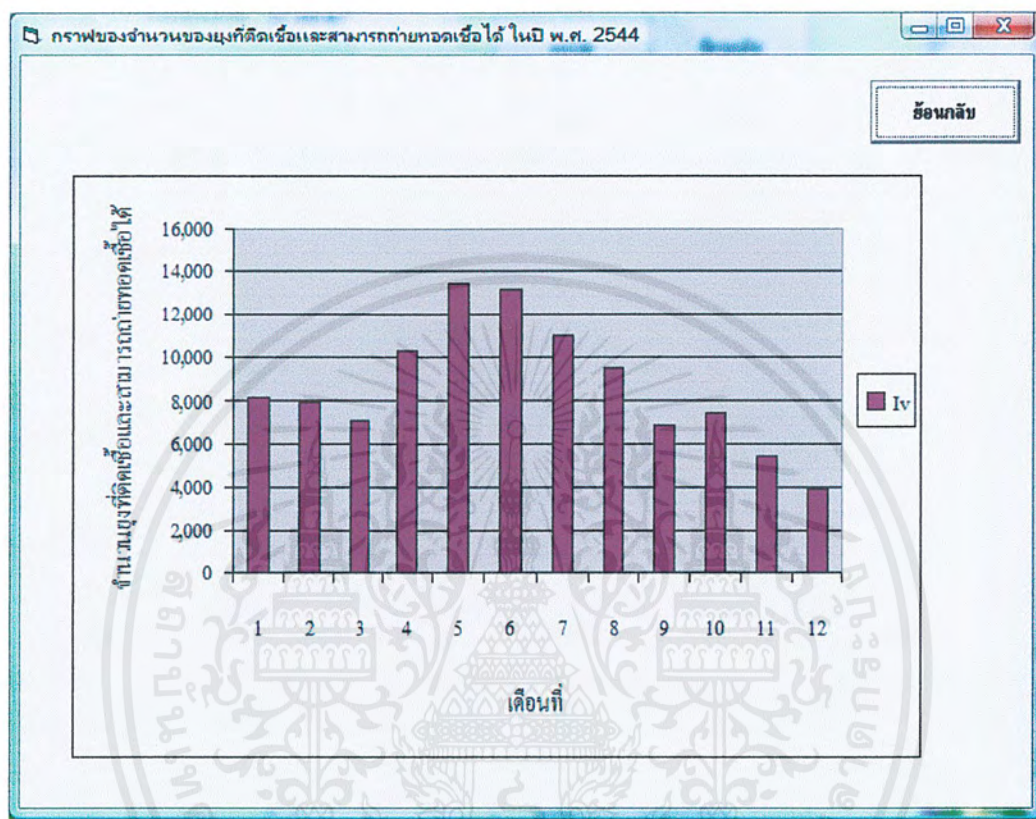 กราฟของจำนวนของยุงที่ติดเชื้อและสามารถถ่ายทอดเชื้อได้ ในปี พ.ศ. 2544
ย้อนกลับ
จำนวนยุงที่ติดเชื้อและสามารถถ่ายทอดเชื้อได้
16,000
14,000
12,000
10,000
8,000
6,000
4,000
2,000
0
1 2 3 4 5 6 7 8 9 10 11 12
เดือนที่
Iv